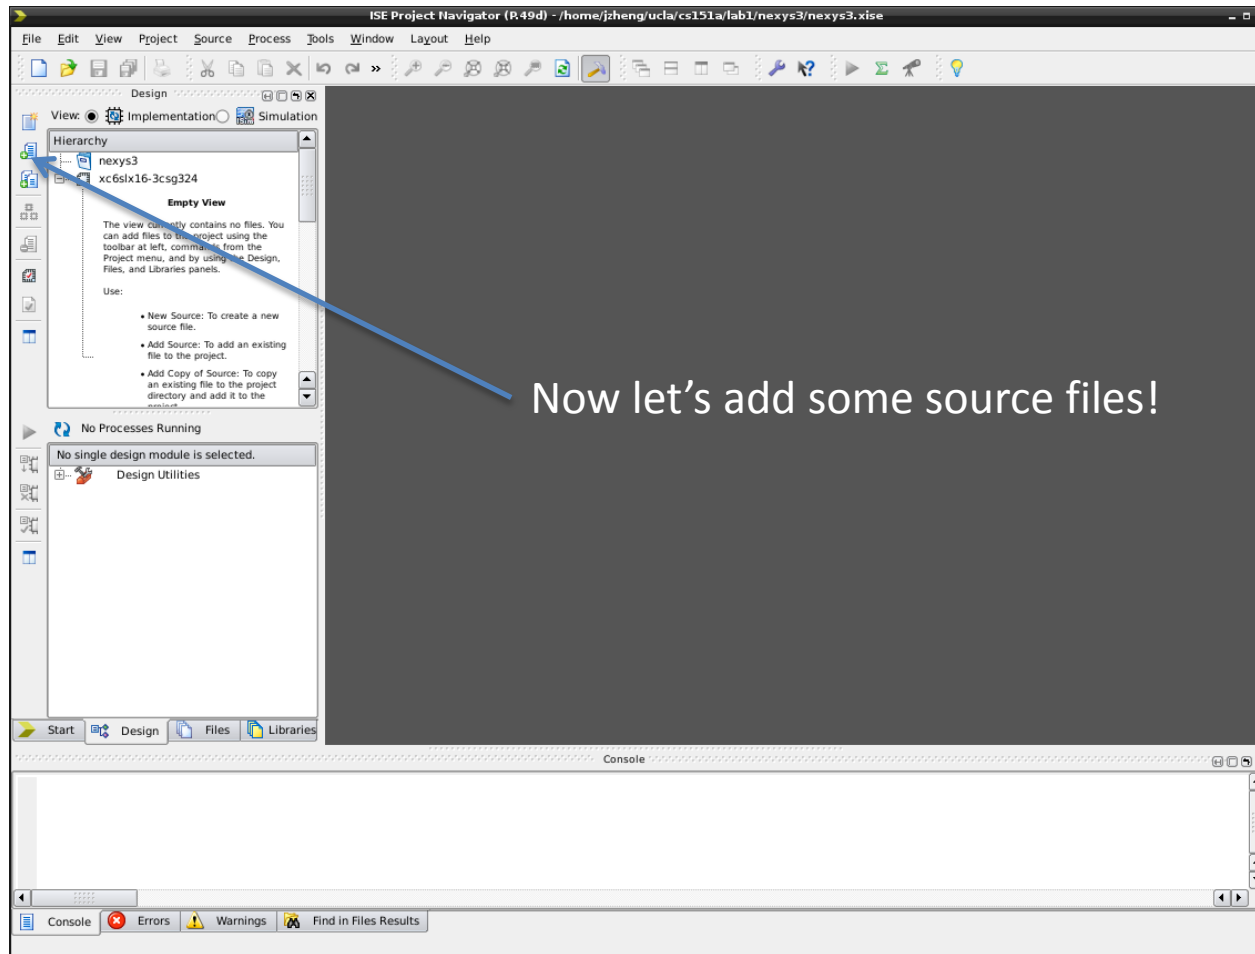 ISE Project Navigator (P.49d) - /home/jzheng/ucla/cs151a/lab1/nexys3/nexys3.xise
File Edit View Project Source Process Tools Window Layout Help
»
Design
View: Implementation Simulation
Hierarchy
nexys3
xc6slx16-3csg324
Empty View
The view currently contains no files. You
can add files to the project using the
toolbar at left, commands from the
Project menu, and by using the Design,
Files, and Libraries panels.
Use:
• New Source: To create a new
source file.
• Add Source: To add an existing
file to the project.
• Add Copy of Source: To copy
an existing file to the project
directory and add it to the
Now let's add some source files!
No Processes Running
No single design module is selected.
Design Utilities
Start Design Files Libraries
Console
Console Errors Warnings Find in Files Results